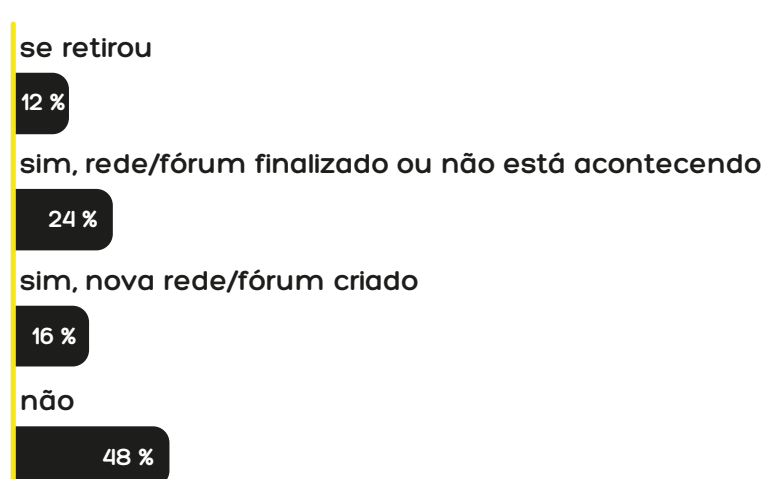 se retirou
12 %
sim, rede/fórum finalizado ou não está acontecendo
24 %
sim, nova rede/fórum criado
16 %
não
48 %